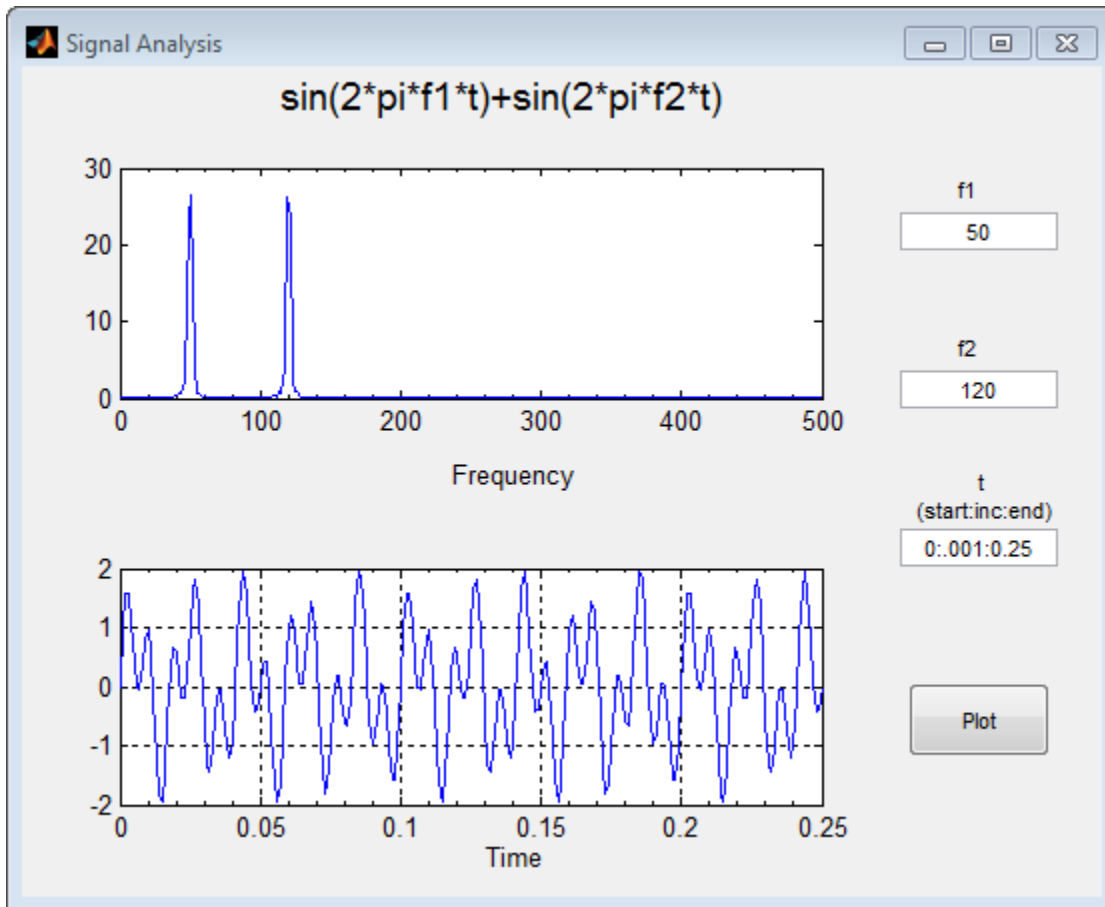 Signal Analysis
sin(2*pi*f1*t)+sin(2*pi*f2*t)
30
20
10
0
0 100 200 300 400 500
Frequency
f1
50
f2
120
t
(start:inc:end)
0:.001:0.25
2
1
0
-1
-2
0 0.05 0.1 0.15 0.2 0.25
Time
Plot